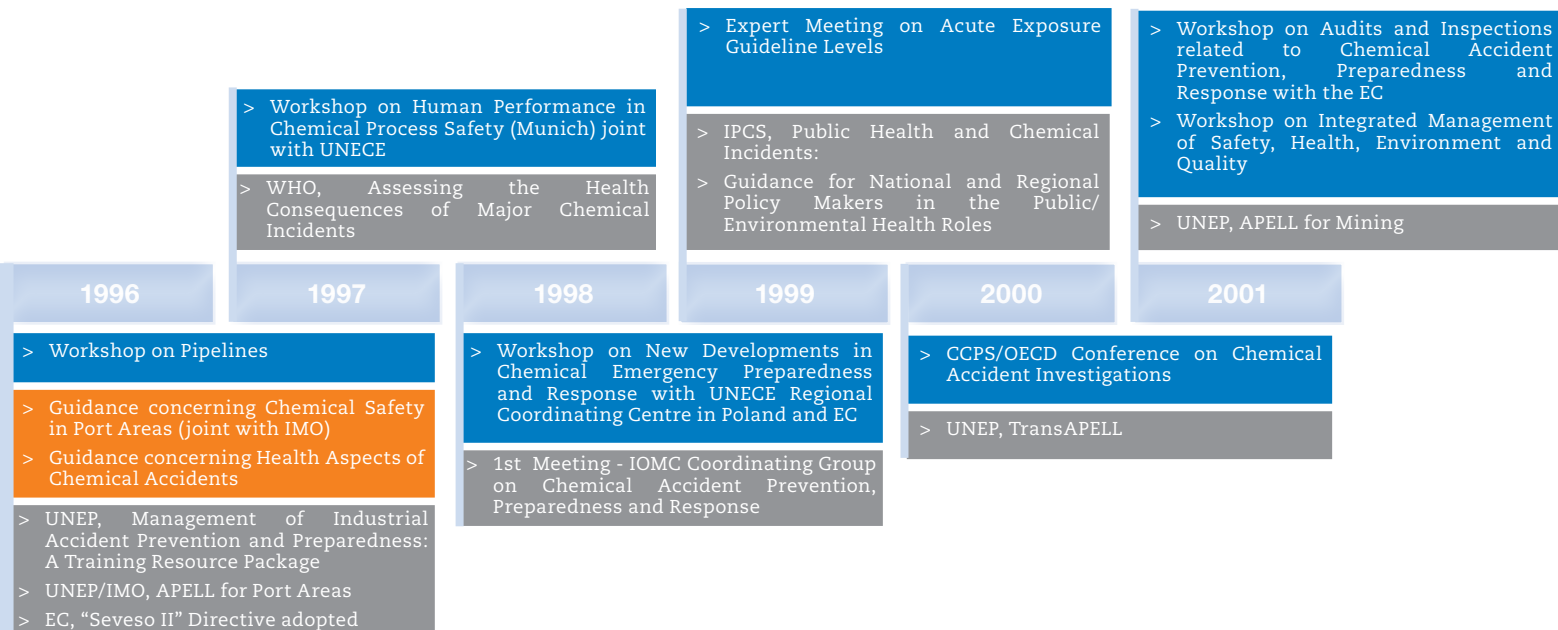 > Expert Meeting on Acute Exposure
Guideline Levels
> IPCS, Public Health and Chemical
Incidents:
> Guidance for National and Regional
Policy Makers in the Public/
Environmental Health Roles
> Workshop on Audits and Inspections
related to Chemical Accident
Prevention, Preparedness and
Response with the EC
> Workshop on Integrated Management
of Safety, Health, Environment and
Quality
> UNEP, APELL for Mining
> Workshop on Human Performance in
Chemical Process Safety (Munich) joint
with UNECE
> WHO, Assessing the Health
Consequences of Major Chemical
Incidents
1996
1997
1998
1999
2000
2001
> Workshop on Pipelines
> Guidance concerning Chemical Safety
in Port Areas (joint with IMO)
> Guidance concerning Health Aspects of
Chemical Accidents
> UNEP, Management of Industrial
Accident Prevention and Preparedness:
A Training Resource Package
> UNEP/IMO, APELL for Port Areas
> EC, “Seveso II” Directive adopted
> Workshop on New Developments in
Chemical Emergency Preparedness
and Response with UNECE Regional
Coordinating Centre in Poland and EC
> 1st Meeting - IOMC Coordinating Group
on Chemical Accident Prevention,
Preparedness and Response
> CCPS/OECD Conference on Chemical
Accident Investigations
> UNEP, TransAPELL